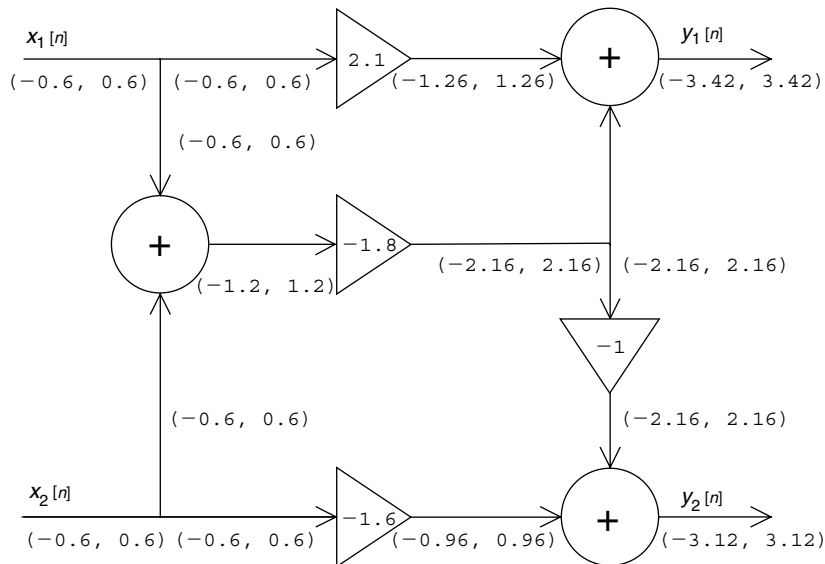 x1[n] y1[n]
2.1 +
(−0.6, 0.6) (−0.6, 0.6) (−1.26, 1.26) (−3.42, 3.42)
(−0.6, 0.6)
+ −1.8
(−1.2, 1.2) (−2.16, 2.16) (−2.16, 2.16)
−1
(−0.6, 0.6) (−2.16, 2.16)
x2[n] y2[n]
−1.6 +
(−0.6, 0.6) (−0.6, 0.6) (−0.96, 0.96) (−3.12, 3.12)